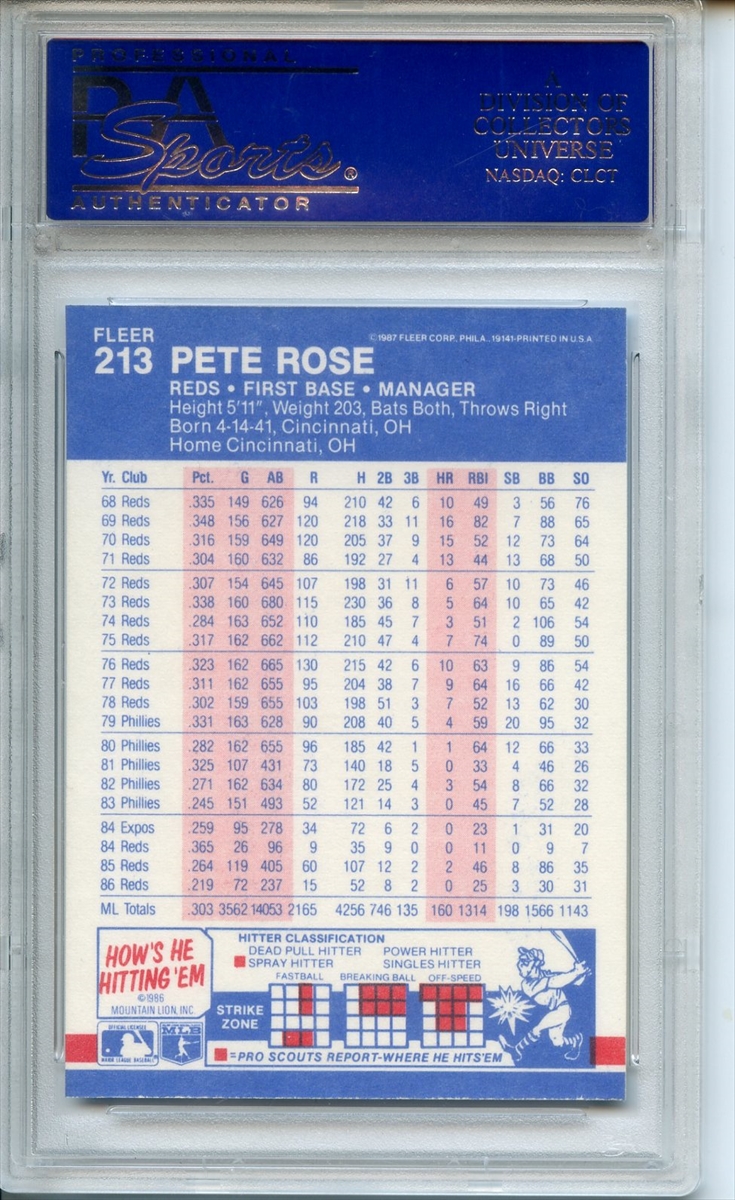 PROFESSIONAL
PSA
Sports®
AUTHENTICATOR
A
DIVISION OF
COLLECTORS
UNIVERSE
NASDAQ: CLCT
FLEER
©1987 FLEER CORP., PHILA., 19141-PRINTED IN U.S.A.
213 PETE ROSE
REDS • FIRST BASE • MANAGER
Height 5'11", Weight 203, Bats Both, Throws Right
Born 4-14-41, Cincinnati, OH
Home Cincinnati, OH
Yr. Club Pct. G AB R H 2B 3B HR RBI SB BB SO
68 Reds .335 149 626 94 210 42 6 10 49 3 56 76
69 Reds .348 156 627 120 218 33 11 16 82 7 88 65
70 Reds .316 159 649 120 205 37 9 15 52 12 73 64
71 Reds .304 160 632 86 192 27 4 13 44 13 68 50
72 Reds .307 154 645 107 198 31 11 6 57 10 73 46
73 Reds .338 160 680 115 230 36 8 5 64 10 65 42
74 Reds .284 163 652 110 185 45 7 3 51 2 106 54
75 Reds .317 162 662 112 210 47 4 7 74 0 89 50
76 Reds .323 162 665 130 215 42 6 10 63 9 86 54
77 Reds .311 162 655 95 204 38 7 9 64 16 66 42
78 Reds .302 159 655 103 198 51 3 7 52 13 62 30
79 Phillies .331 163 628 90 208 40 5 4 59 20 95 32
80 Phillies .282 162 655 96 185 42 1 1 64 12 66 33
81 Phillies .325 107 431 73 140 18 5 0 33 4 46 26
82 Phillies .271 162 634 80 172 25 4 3 54 8 66 32
83 Phillies .245 151 493 52 121 14 3 0 45 7 52 28
84 Expos .259 95 278 34 72 6 2 0 23 1 31 20
84 Reds .365 26 96 9 35 9 0 0 11 0 9 7
85 Reds .264 119 405 60 107 12 2 2 46 8 86 35
86 Reds .219 72 237 15 52 8 2 0 25 3 30 31
ML Totals .303 3562 14053 2165 4256 746 135 160 1314 198 1566 1143
HOW'S HE
HITTING 'EM
©1986
MOUNTAIN LION, INC.
HITTER CLASSIFICATION
DEAD PULL HITTER POWER HITTER
SPRAY HITTER SINGLES HITTER
FASTBALL BREAKING BALL OFF-SPEED
STRIKE
ZONE
OFFICIAL LICENSEE
MAJOR LEAGUE BASEBALL
MLB
=PRO SCOUTS REPORT-WHERE HE HITS'EM